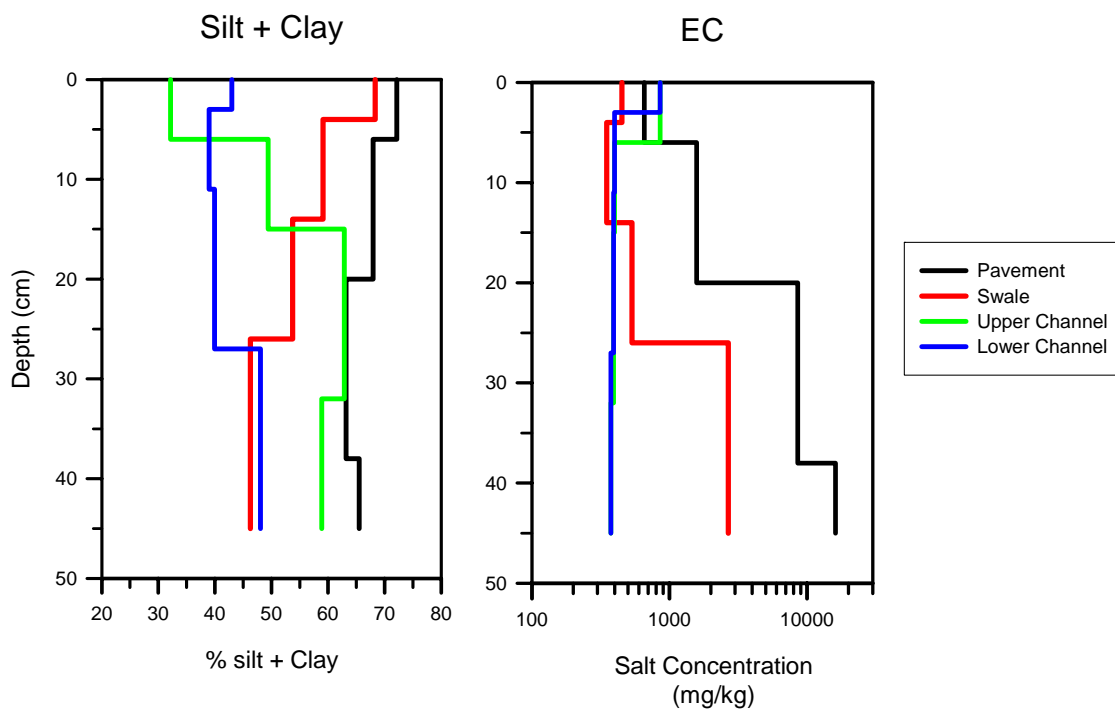 Silt + Clay
EC
0
10
20
30
40
50
Depth (cm)
20 30 40 50 60 70 80
% silt + Clay
0
10
20
30
40
50
100 1000 10000
Salt Concentration
(mg/kg)
Pavement
Swale
Upper Channel
Lower Channel